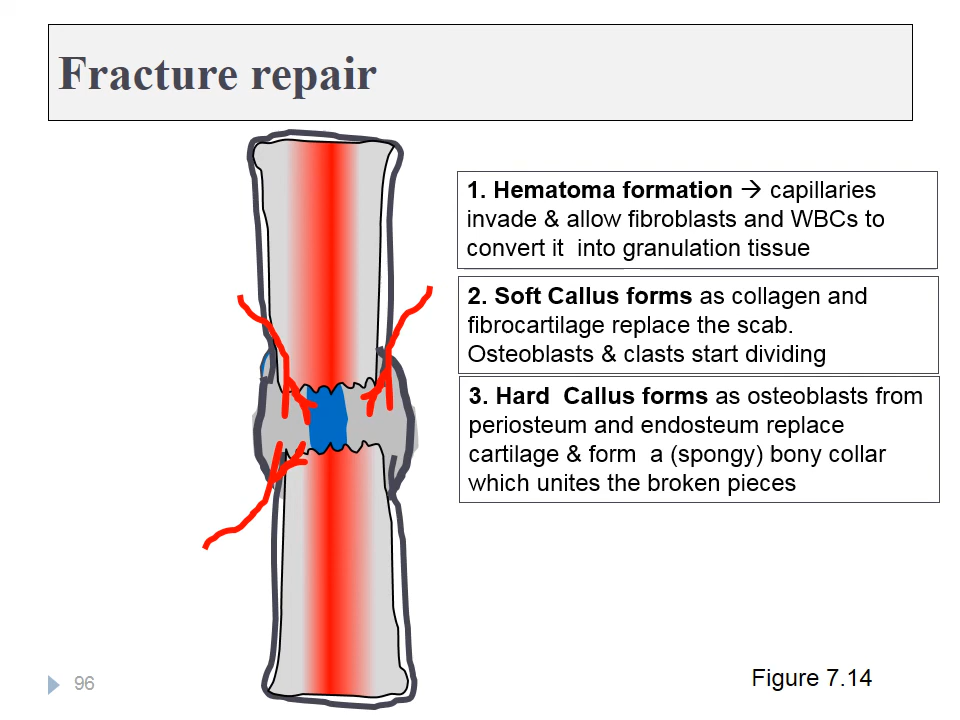 Fracture repair
1. Hematoma formation → capillaries
invade & allow fibroblasts and WBCs to
convert it  into granulation tissue
2. Soft Callus forms as collagen and
fibrocartilage replace the scab.
Osteoblasts & clasts start dividing
3. Hard  Callus forms as osteoblasts from
periosteum and endosteum replace
cartilage & form  a (spongy) bony collar
which unites the broken pieces
96
Figure 7.14